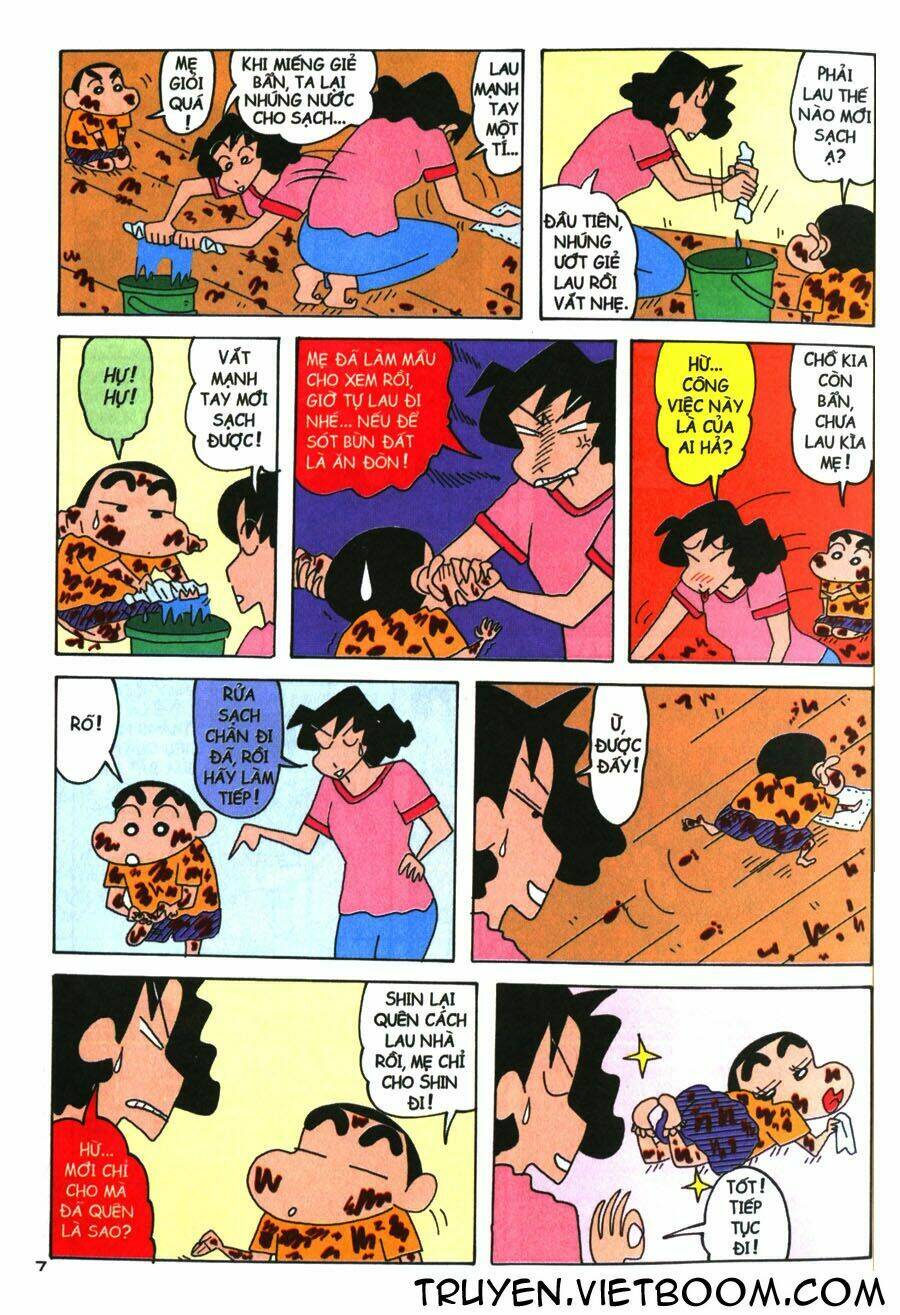 PHẢI
LAU THẾ
NÀO MỚI
SẠCH
Ạ?
ĐẦU TIÊN,
NHÚNG
ƯỚT GIẺ
LAU RỒI
VẮT NHẸ.
LAU
MẠNH
TAY
MỘT
TÍ...
KHI MIẾNG GIẺ
BẨN, TA LẠI
NHÚNG NƯỚC
CHO SẠCH...
MẸ
GIỎI
QUÁ
!
CHỖ KIA
CÒN
BẨN,
CHƯA
LAU KÌA
MẸ!
HỪ...
CÔNG
VIỆC NÀY
LÀ CỦA
AI HẢ?
MẸ ĐÃ LÀM MẪU
CHO XEM RỒI,
GIỜ TỰ LAU ĐI
NHÉ... NẾU ĐỂ
SÓT BÙN ĐẤT
LÀ ĂN ĐÒN!
VẮT
MẠNH
TAY MỚI
SẠCH
ĐƯỢC!
HỰ!
HỰ!
Ừ,
ĐƯỢC
ĐẤY!
RỬA
SẠCH
CHÂN ĐI
ĐÃ, RỒI
HÃY LÀM
TIẾP!
RÕ!
TỐT!
TIẾP
TỤC
ĐI!
SHIN LẠI
QUÊN CÁCH
LAU NHÀ
RỒI, MẸ CHỈ
CHO SHIN
ĐI!
HỪ...
MỚI CHỈ
CHO MÀ
ĐÃ QUÊN
LÀ SAO?
7
TRUYEN.VIETBOOM.COM